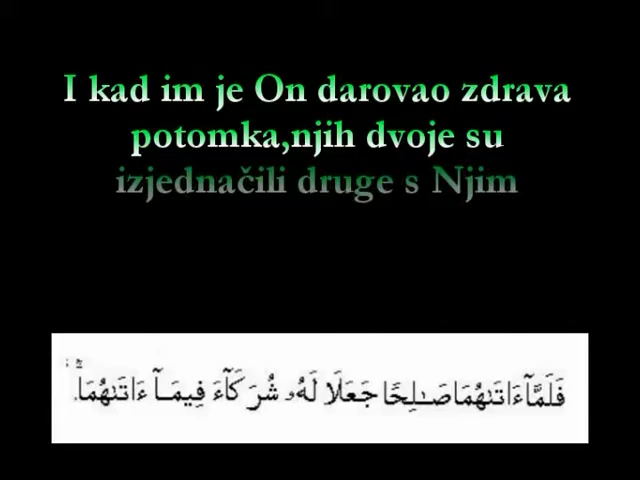 I kad im je On darovao zdrava
potomka,njih dvoje su
izjednačili druge s Njim
فَلَمَّآ ءَاتَىٰهُمَا صَـٰلِحًا جَعَلَا لَهُۥ شُرَكَآءَ فِيمَآ ءَاتَىٰهُمَا ۚ